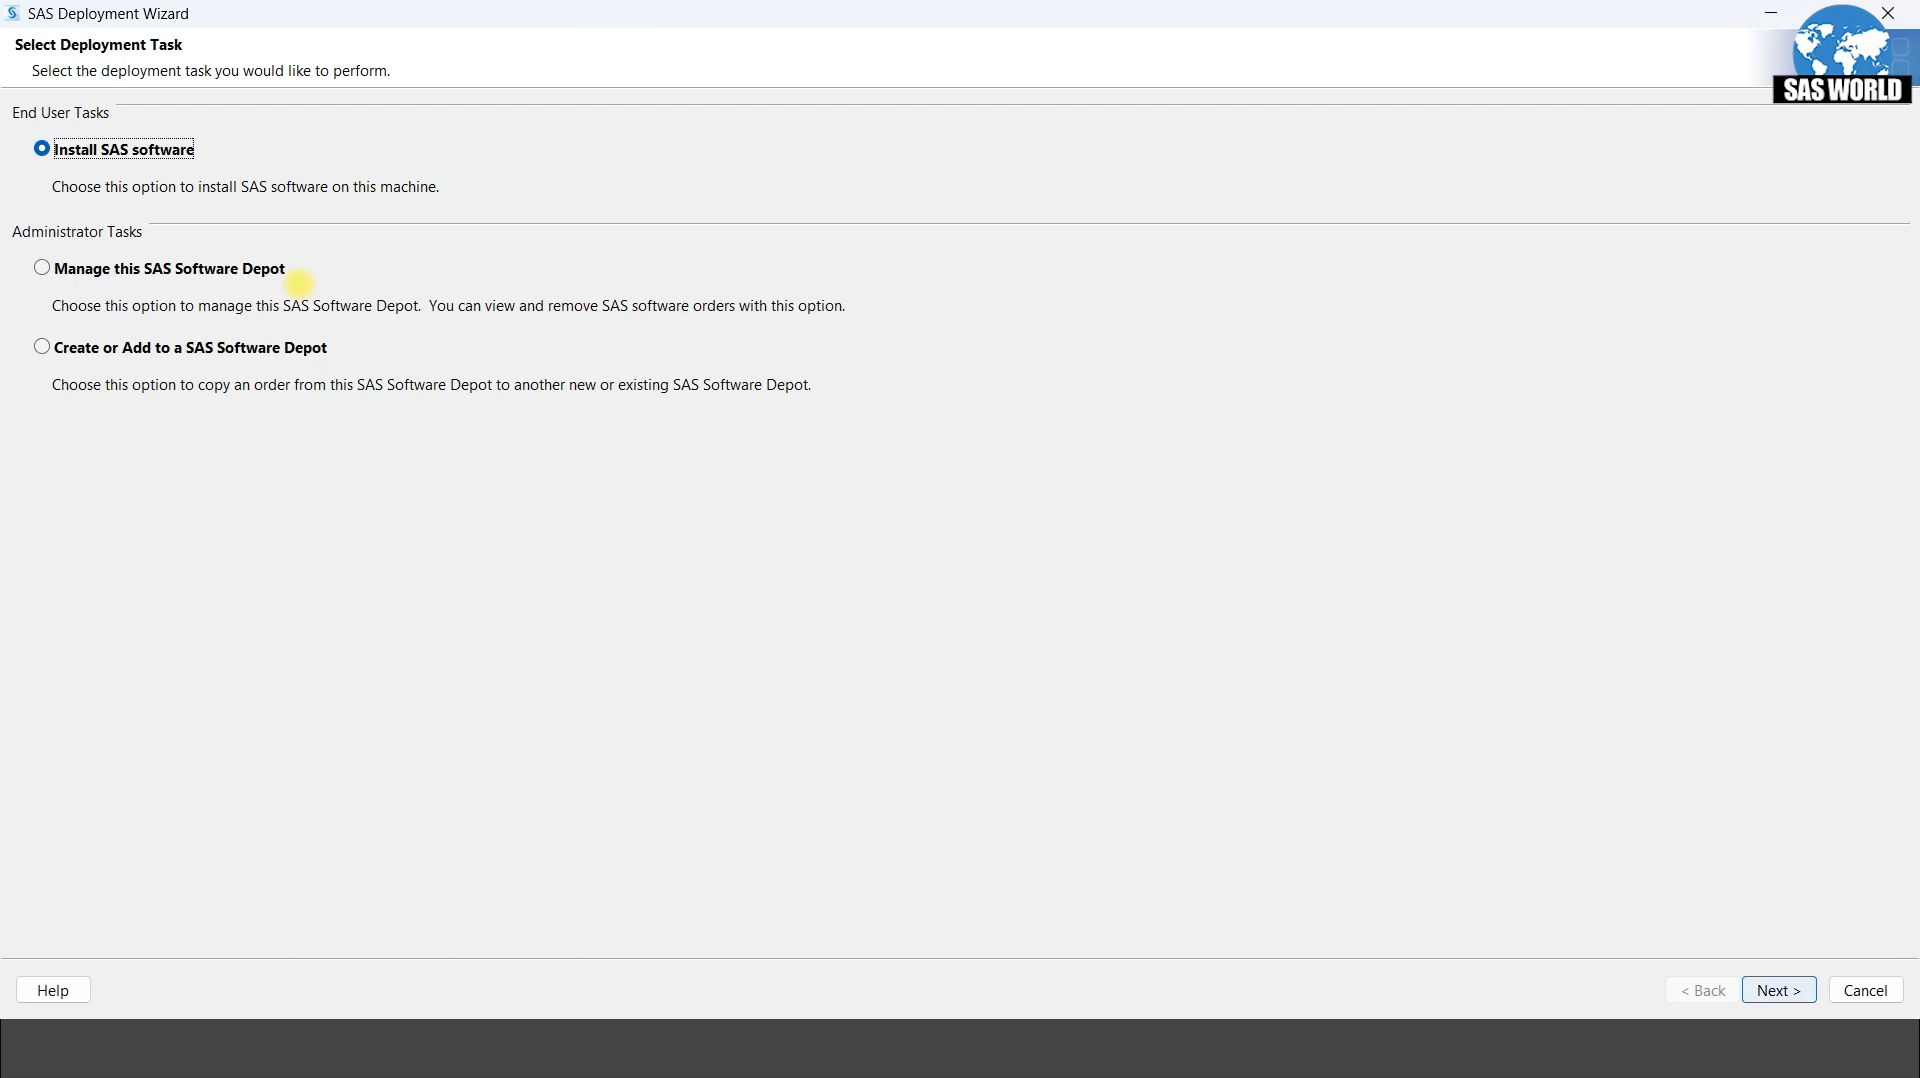 SAS Deployment Wizard
Select Deployment Task
Select the deployment task you would like to perform.
SAS WORLD
End User Tasks
Install SAS software
Choose this option to install SAS software on this machine.
Administrator Tasks
Manage this SAS Software Depot
Choose this option to manage this SAS Software Depot.  You can view and remove SAS software orders with this option.
Create or Add to a SAS Software Depot
Choose this option to copy an order from this SAS Software Depot to another new or existing SAS Software Depot.
Help
< Back
Next >
Cancel